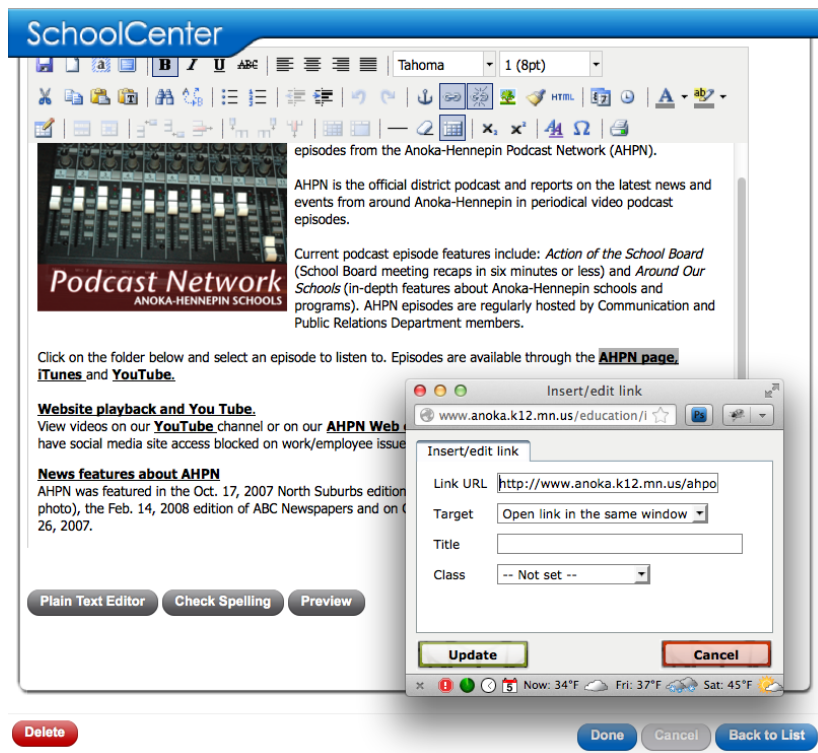 SchoolCenter
B I U ABC Tahoma 1 (8pt)
HTML A ab
x₂ x² A Ω
episodes from the Anoka-Hennepin Podcast Network (AHPN).
AHPN is the official district podcast and reports on the latest news and
events from around Anoka-Hennepin in periodical video podcast
episodes.
Current podcast episode features include: Action of the School Board
(School Board meeting recaps in six minutes or less) and Around Our
Schools (in-depth features about Anoka-Hennepin schools and
programs). AHPN episodes are regularly hosted by Communication and
Public Relations Department members.
Podcast Network
ANOKA-HENNEPIN SCHOOLS
Click on the folder below and select an episode to listen to. Episodes are available through the AHPN page,
iTunes and YouTube.
Website playback and You Tube.
View videos on our YouTube channel or on our AHPN Web
have social media site access blocked on work/employee issue
News features about AHPN
AHPN was featured in the Oct. 17, 2007 North Suburbs edition
photo), the Feb. 14, 2008 edition of ABC Newspapers and on
26, 2007.
Insert/edit link
www.anoka.k12.mn.us/education/i
Ps
Insert/edit link
Link URL http://www.anoka.k12.mn.us/ahpo
Target Open link in the same window
Title
Class -- Not set --
Update Cancel
5 Now: 34°F Fri: 37°F Sat: 45°F
Plain Text Editor Check Spelling Preview
Delete
Done Cancel Back to List